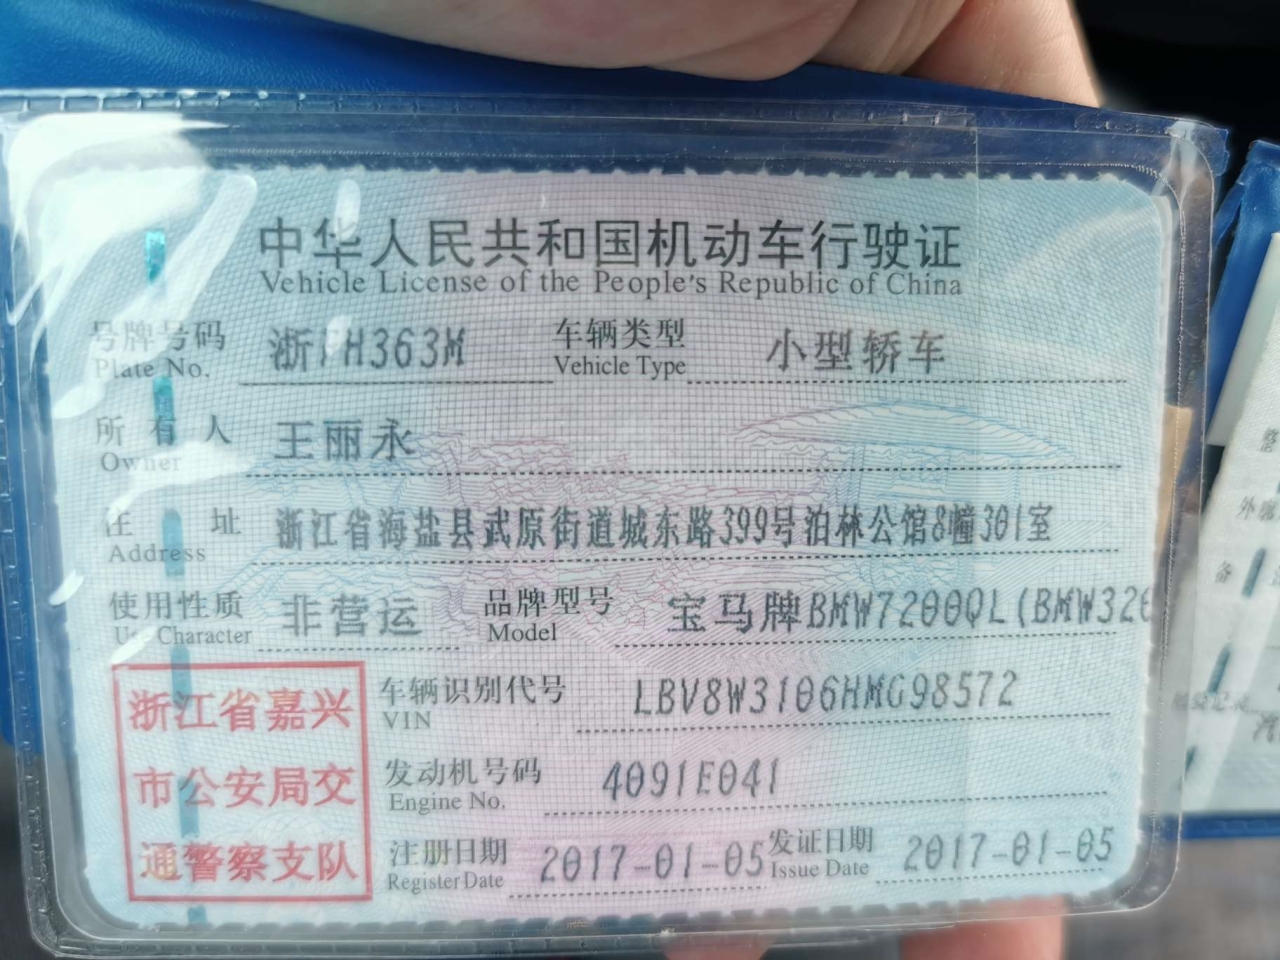 中华人民共和国机动车行驶证
Vehicle License of the People's Republic of China
号牌号码 浙FH363M 车辆类型 小型轿车
Plate No. Vehicle Type
所有人 王丽永
Owner
住址 浙江省海盐县武原街道城东路399号泊林公馆8幢301室
Address
使用性质 非营运 品牌型号 宝马牌BMW7200QL(BMW320
Use Character Model
浙江省嘉兴
市公安局交
通警察支队
车辆识别代号 LBV8W3106HMG98572
VIN
发动机号码 4091E041
Engine No.
注册日期 2017-01-05 发证日期 2017-01-05
Register Date Issue Date